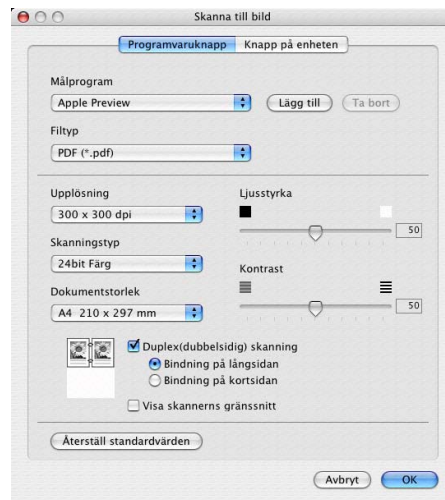 Skanna till bild
Programvaruknapp Knapp på enheten
Målprogram
Apple Preview Lägg till Ta bort
Filtyp
PDF (*.pdf)
Upplösning Ljusstyrka
300 x 300 dpi 50
Skanningstyp
24bit Färg Kontrast
Dokumentstorlek
A4 210 x 297 mm 50
Duplex(dubbelsidig) skanning
Bindning på långsidan
Bindning på kortsidan
Visa skannerns gränssnitt
Återställ standardvärden
Avbryt OK